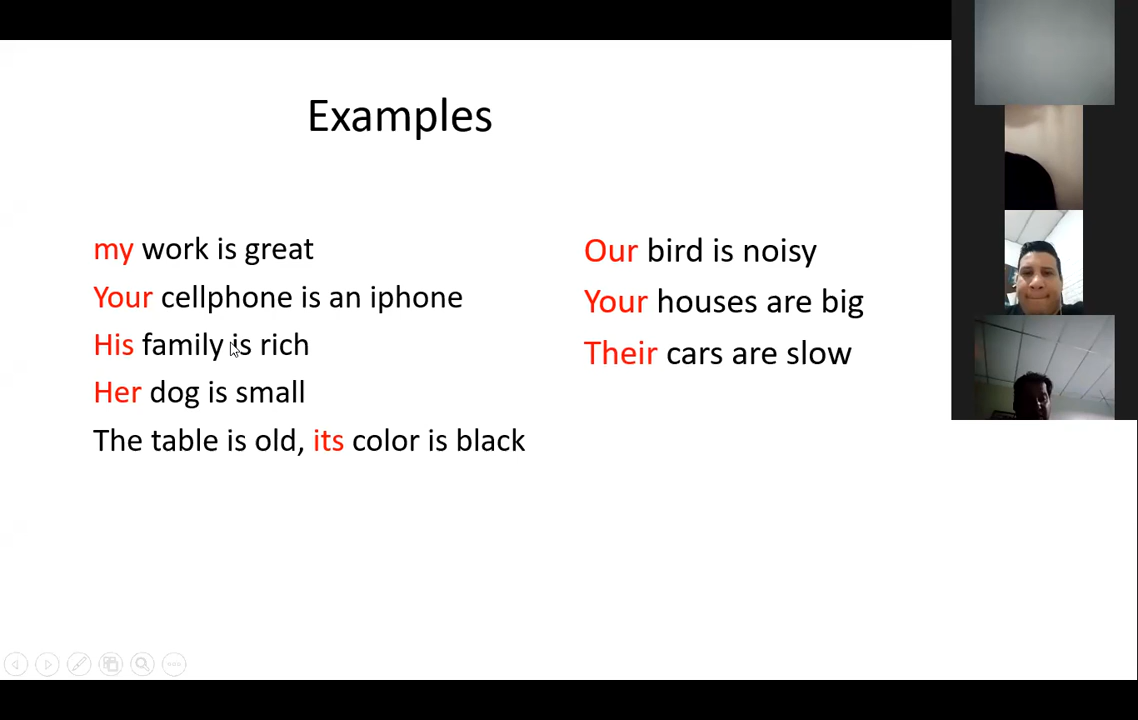 Examples
my work is great
Your cellphone is an iphone
His family is rich
Her dog is small
The table is old, its color is black
Our bird is noisy
Your houses are big
Their cars are slow